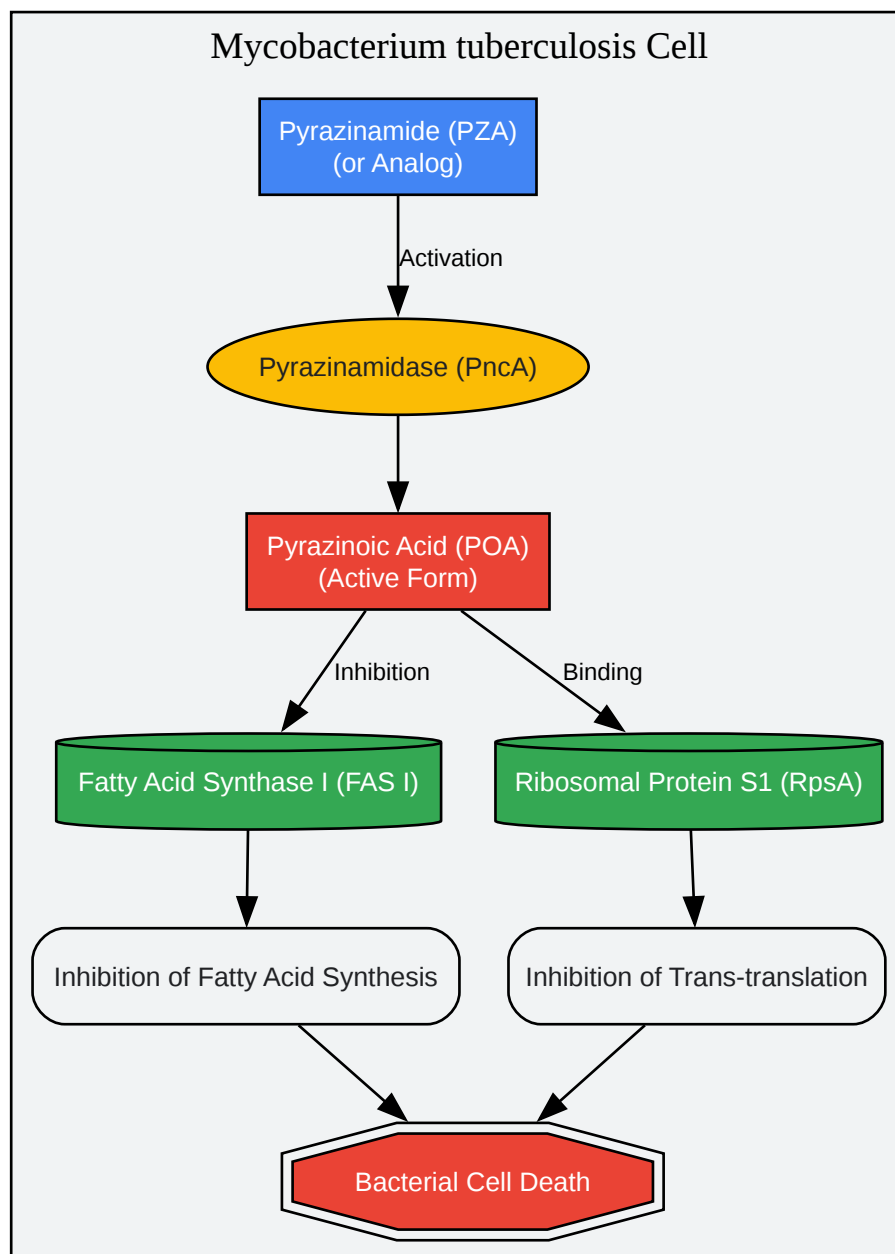 Mycobacterium tuberculosis Cell
Pyrazinamide (PZA)
(or Analog)
Activation
Pyrazinamidase (PncA)
Pyrazinoic Acid (POA)
(Active Form)
Inhibition
Binding
Fatty Acid Synthase I (FAS I)
Ribosomal Protein S1 (RpsA)
Inhibition of Fatty Acid Synthesis
Inhibition of Trans-translation
Bacterial Cell Death